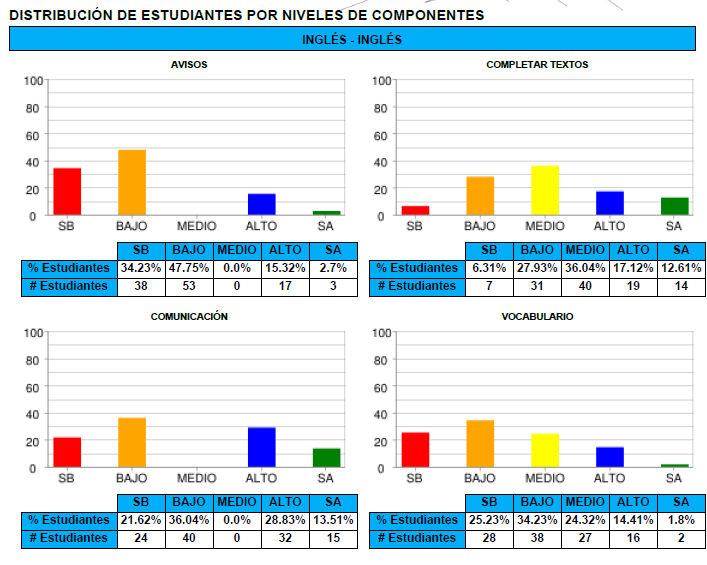 DISTRIBUCIÓN DE ESTUDIANTES POR NIVELES DE COMPONENTES
INGLÉS - INGLÉS
AVISOS
100
80
60
40
20
0
SB BAJO MEDIO ALTO SA
SB BAJO MEDIO ALTO SA
% Estudiantes 34.23% 47.75% 0.0% 15.32% 2.7%
# Estudiantes 38 53 0 17 3
COMPLETAR TEXTOS
100
80
60
40
20
0
SB BAJO MEDIO ALTO SA
SB BAJO MEDIO ALTO SA
% Estudiantes 6.31% 27.93% 36.04% 17.12% 12.61%
# Estudiantes 7 31 40 19 14
COMUNICACIÓN
100
80
60
40
20
0
SB BAJO MEDIO ALTO SA
SB BAJO MEDIO ALTO SA
% Estudiantes 21.62% 36.04% 0.0% 28.83% 13.51%
# Estudiantes 24 40 0 32 15
VOCABULARIO
100
80
60
40
20
0
SB BAJO MEDIO ALTO SA
SB BAJO MEDIO ALTO SA
% Estudiantes 25.23% 34.23% 24.32% 14.41% 1.8%
# Estudiantes 28 38 27 16 2